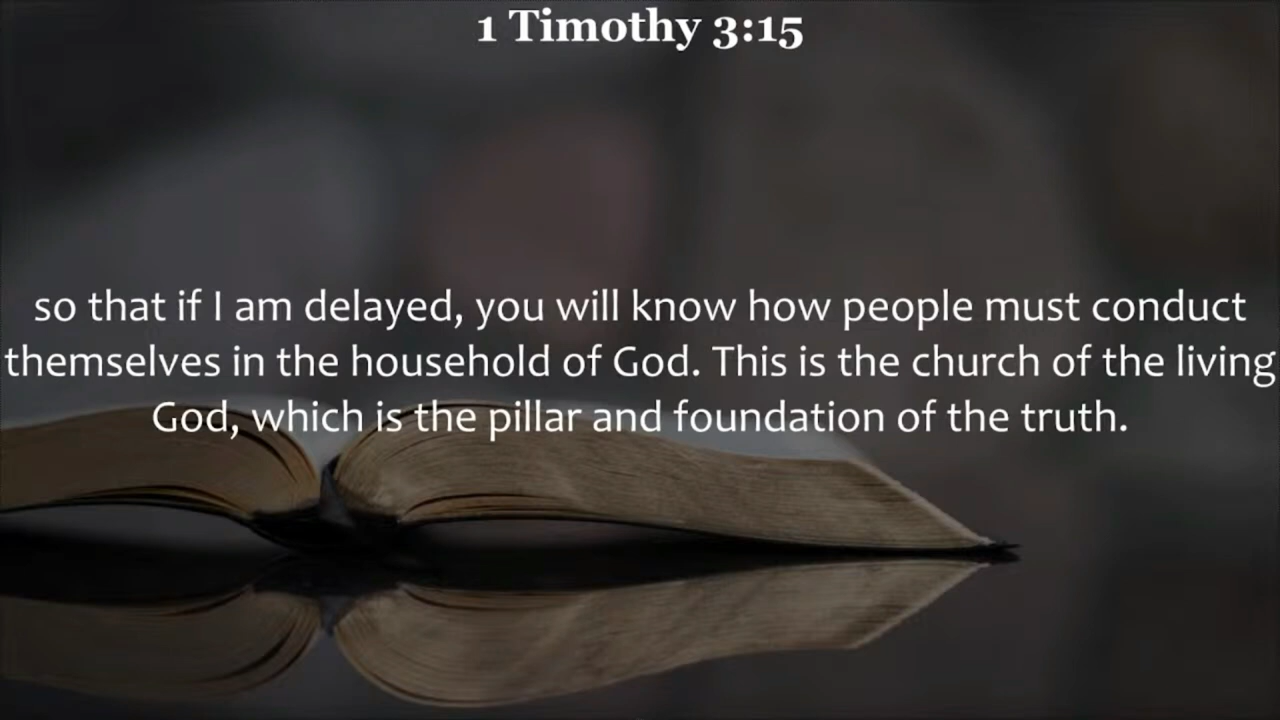 1 Timothy 3:15
so that if I am delayed, you will know how people must conduct
themselves in the household of God. This is the church of the living
God, which is the pillar and foundation of the truth.